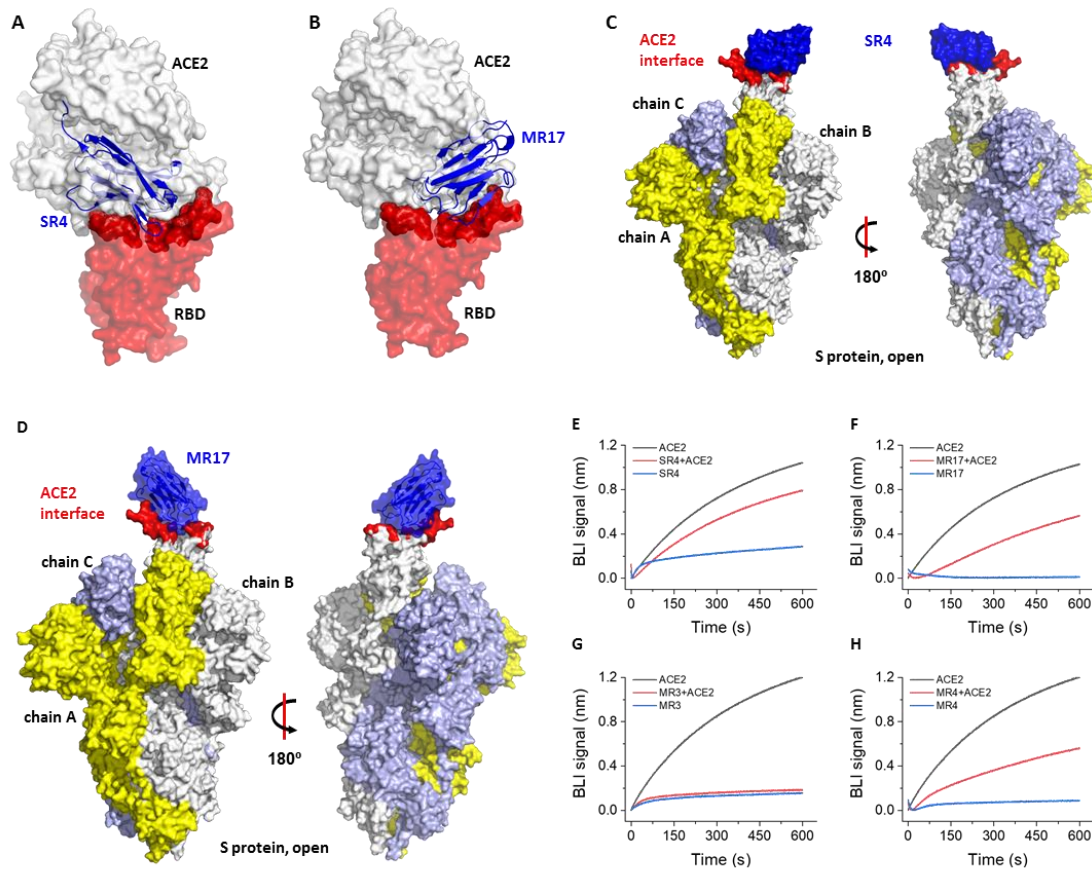 A
ACE2
SR4
RBD
B
ACE2
MR17
RBD
C
ACE2
interface
SR4
chain C
chain B
chain A
180º
S protein, open
D
MR17
ACE2
interface
chain C
chain B
chain A
180º
S protein, open
E
ACE2
SR4+ACE2
SR4
BLI signal (nm)
1.2
0.8
0.4
0.0
0 150 300 450 600
Time (s)
F
ACE2
MR17+ACE2
MR17
BLI signal (nm)
1.2
0.8
0.4
0.0
0 150 300 450 600
Time (s)
G
ACE2
MR3+ACE2
MR3
BLI signal (nm)
1.2
0.8
0.4
0.0
0 150 300 450 600
Time (s)
H
ACE2
MR4+ACE2
MR4
BLI signal (nm)
1.2
0.8
0.4
0.0
0 150 300 450 600
Time (s)